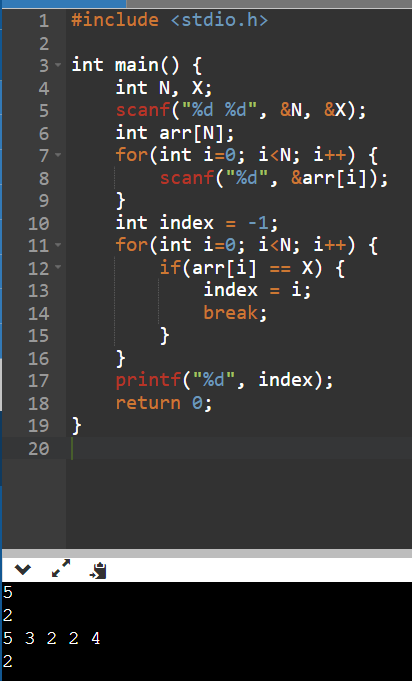 1 #include <stdio.h>
2
3 int main() {
4     int N, X;
5     scanf("%d %d", &N, &X);
6     int arr[N];
7     for(int i=0; i<N; i++) {
8         scanf("%d", &arr[i]);
9     }
10     int index = -1;
11     for(int i=0; i<N; i++) {
12         if(arr[i] == X) {
13             index = i;
14             break;
15         }
16     }
17     printf("%d", index);
18     return 0;
19 }
20
5
2
5 3 2 2 4
2